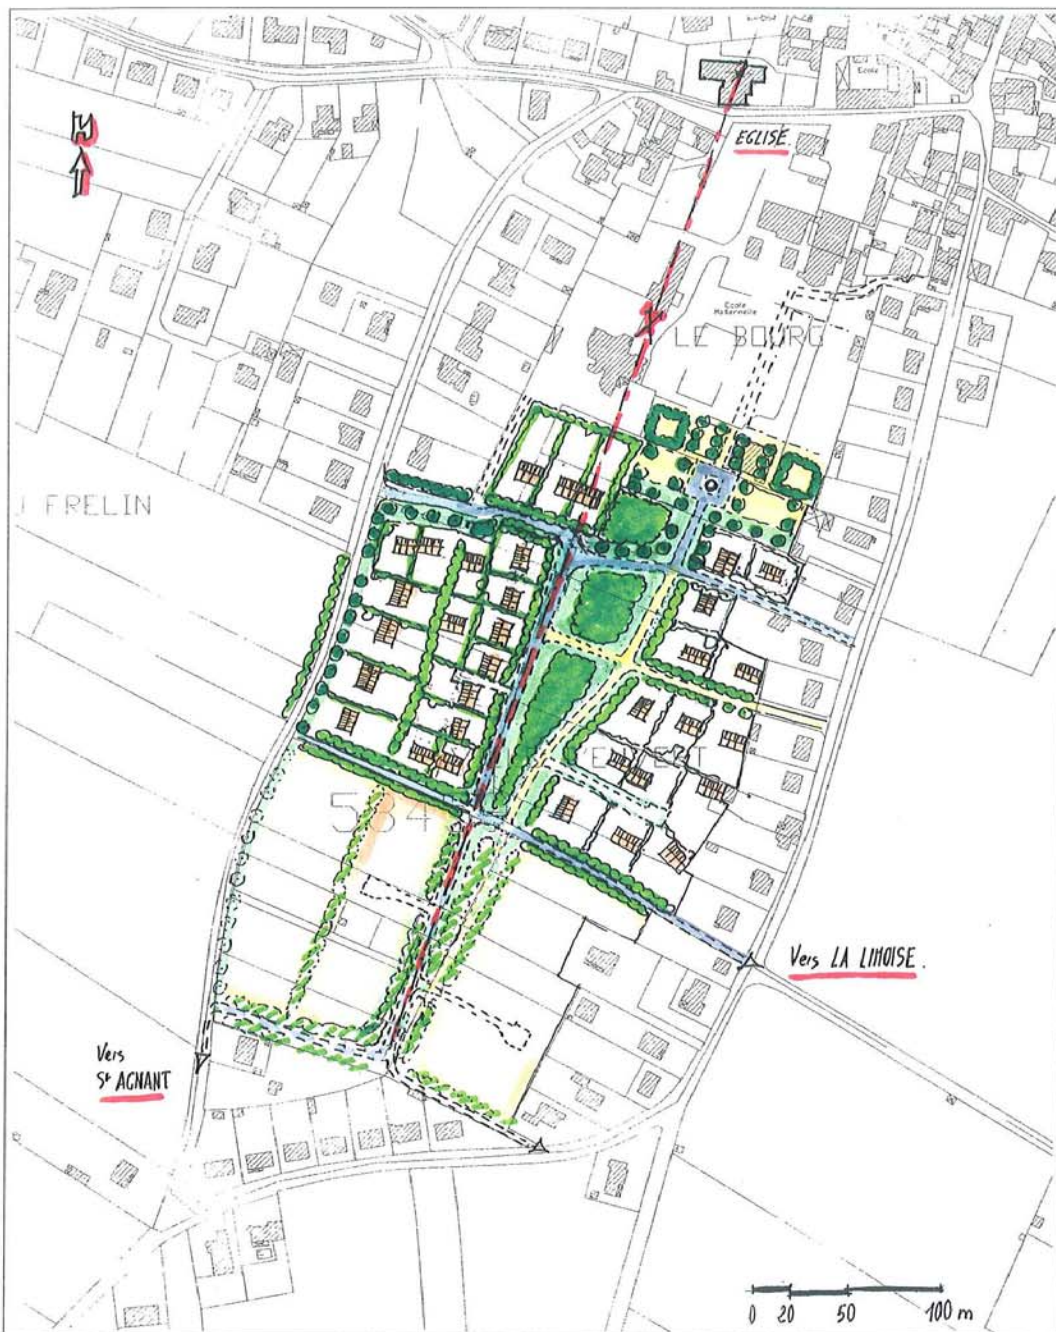 Ecole
N
EGLISE.
Ecole
Maternelle
LE BOURG
FRELIN
Vers LA LIMOISE.
Vers
St AGNANT
0 20 50 100 m